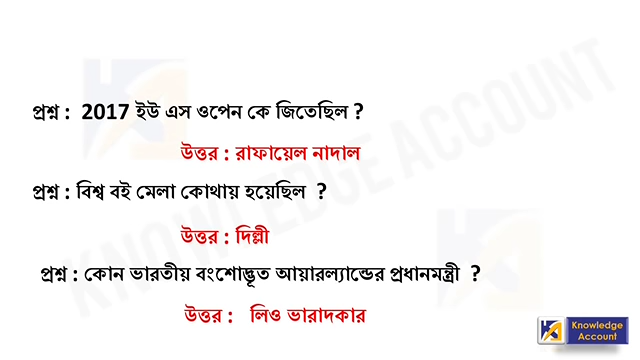 প্রশ্ন :  2017 ইউ এস ওপেন কে জিতেছিল ?
উত্তর : রাফায়েল নাদাল
প্রশ্ন : বিশ্ব বই মেলা কোথায় হয়েছিল  ?
উত্তর : দিল্লী
প্রশ্ন : কোন ভারতীয় বংশোদ্ভূত আয়ারল্যান্ডের প্রধানমন্ত্রী  ?
উত্তর :  লিও ভারাদকার
KNOWLEDGE ACCOUNT
Knowledge
Account